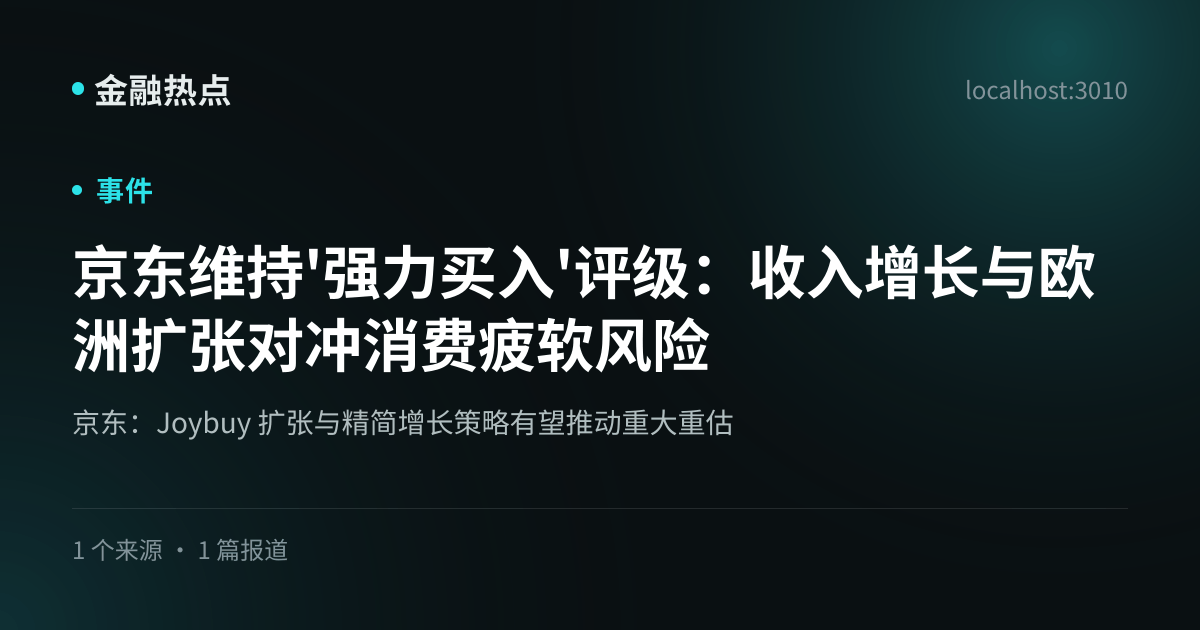 金融热点
localhost:3010
事件
京东维持'强力买入'评级：收入增长与欧
洲扩张对冲消费疲软风险
京东：Joybuy 扩张与精简增长策略有望推动重大重估
1 个来源 · 1 篇报道